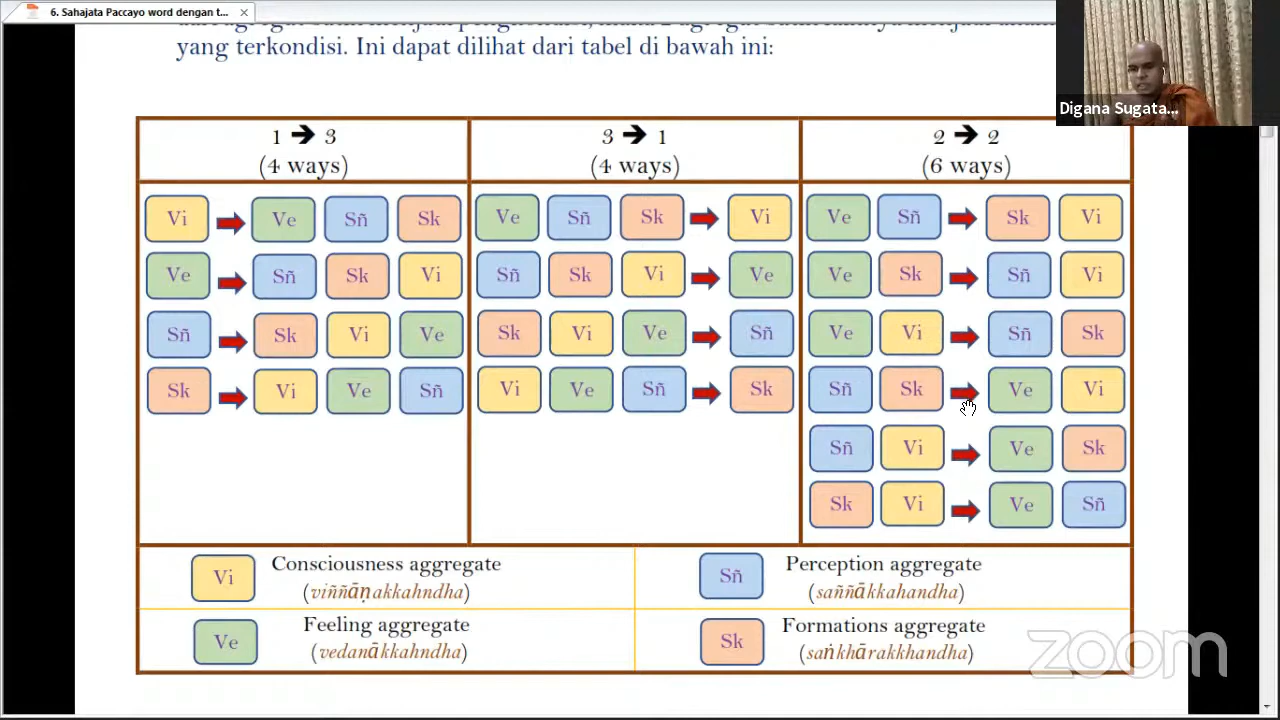 6. Sahajata Paccayo word dengan t...
yang terkondisi. Ini dapat dilihat dari tabel di bawah ini:
Digana Sugata...
1 ➔ 3
(4 ways)
3 ➔ 1
(4 ways)
2 ➔ 2
(6 ways)
Vi Ve Sñ Sk
Ve Sñ Sk Vi
Sñ Sk Vi Ve
Sk Vi Ve Sñ
Ve Sñ Sk Vi
Sñ Sk Vi Ve
Sk Vi Ve Sñ
Vi Ve Sñ Sk
Ve Sñ Sk Vi
Ve Sk Sñ Vi
Ve Vi Sñ Sk
Sñ Sk Ve Vi
Sñ Vi Ve Sk
Sk Vi Ve Sñ
Vi Consciousness aggregate
(viññāṇakkahndha)
Sñ Perception aggregate
(saññākkahandha)
Ve Feeling aggregate
(vedanākkahndha)
Sk Formations aggregate
(saṅkhārakkhandha)
zoom